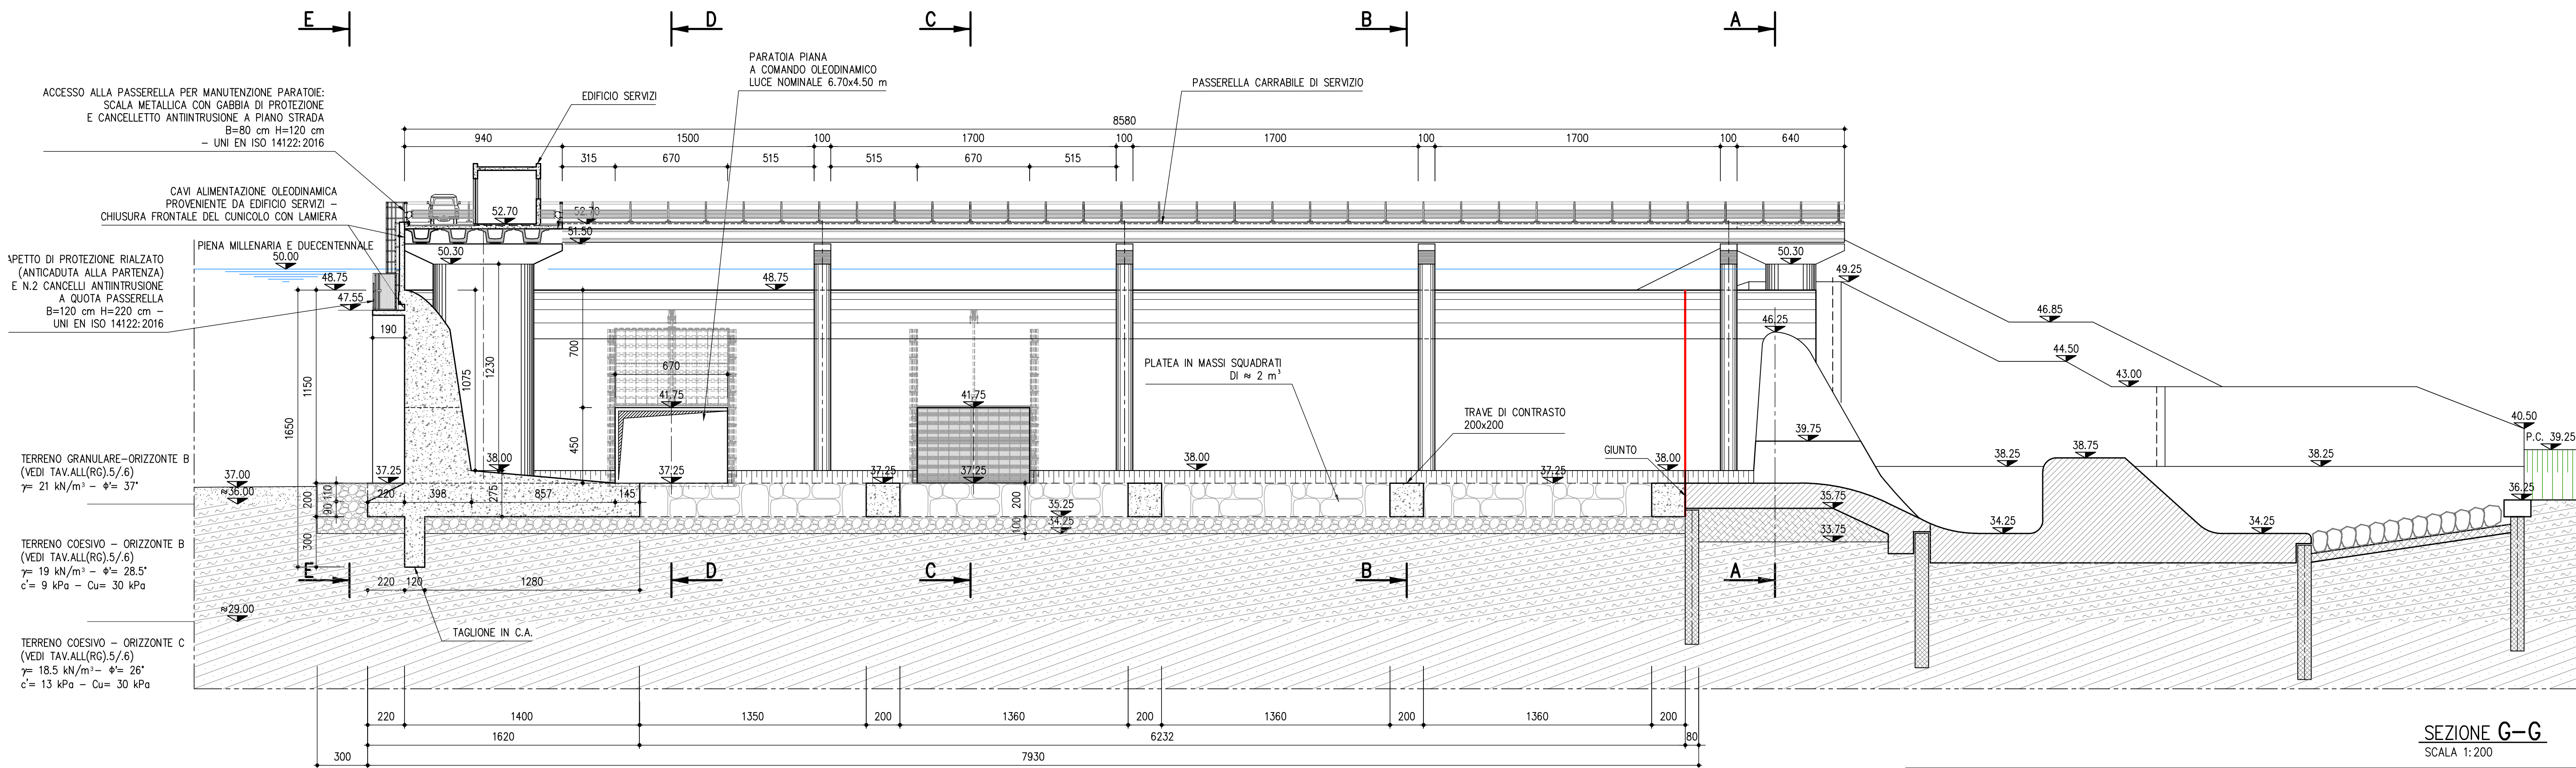 E
D
C
B
A
PARATOIA PIANA
A COMANDO OLEODINAMICO
LUCE NOMINALE 6.70x4.50 m
PASSERELLA CARRABILE DI SERVIZIO
EDIFICIO SERVIZI
ACCESSO ALLA PASSERELLA PER MANUTENZIONE PARATOIE:
SCALA METALLICA CON GABBIA DI PROTEZIONE
E CANCELLETTO ANTIINTRUSIONE A PIANO STRADA
B=80 cm H=120 cm
– UNI EN ISO 14122:2016
8580
940
1500
100
1700
100
1700
100
1700
100
640
315
670
515
515
670
515
CAVI ALIMENTAZIONE OLEODINAMICA
PROVENIENTE DA EDIFICIO SERVIZI –
CHIUSURA FRONTALE DEL CUNICOLO CON LAMIERA
52.70
52.70
51.50
PIENA MILLENARIA E DUECENTENNALE
50.00
50.30
50.30
APETTO DI PROTEZIONE RIALZATO
(ANTICADUTA ALLA PARTENZA)
E N.2 CANCELLI ANTIINTRUSIONE
A QUOTA PASSERELLA
B=120 cm H=220 cm –
UNI EN ISO 14122:2016
48.75
47.55
48.75
49.25
46.85
46.25
44.50
43.00
190
1150
1650
1075
1230
700
670
450
41.75
41.75
PLATEA IN MASSI SQUADRATI
DI ≈ 2 m³
TRAVE DI CONTRASTO
200x200
GIUNTO
40.50
P.C. 39.25
39.75
38.75
38.25
38.25
38.00
38.00
38.00
TERRENO GRANULARE–ORIZZONTE B
(VEDI TAV.ALL(RG).5/.6)
γ= 21 kN/m³ – Φ'= 37°
37.00
≈36.00
37.25
37.25
37.25
37.25
37.25
36.25
220
398
275
857
145
200
110
90
300
200
100
35.25
34.25
35.75
33.75
34.25
34.25
TERRENO COESIVO – ORIZZONTE B
(VEDI TAV.ALL(RG).5/.6)
γ= 19 kN/m³ – Φ'= 28.5°
c'= 9 kPa – Cu= 30 kPa
E
D
C
B
A
220
120
1280
≈29.00
TAGLIONE IN C.A.
TERRENO COESIVO – ORIZZONTE C
(VEDI TAV.ALL(RG).5/.6)
γ= 18.5 kN/m³– Φ'= 26°
c'= 13 kPa – Cu= 30 kPa
220
1400
1350
200
1360
200
1360
200
1360
200
1620
6232
80
300
7930
SEZIONE G–G
SCALA 1:200